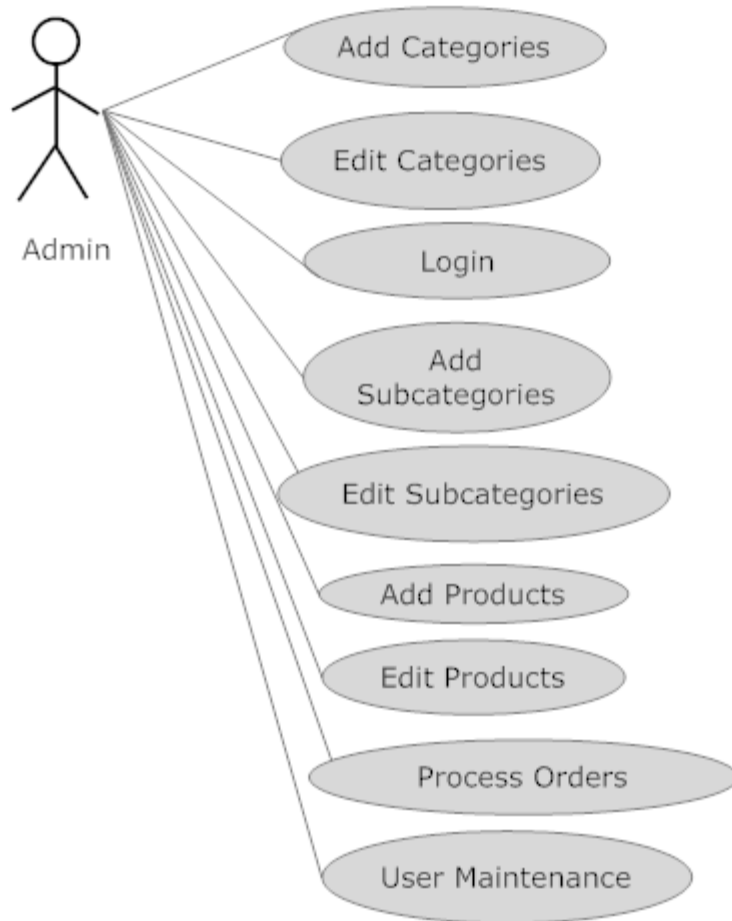 Add Categories
Edit Categories
Admin
Login
Add
Subcategories
Edit Subcategories
Add Products
Edit Products
Process Orders
User Maintenance